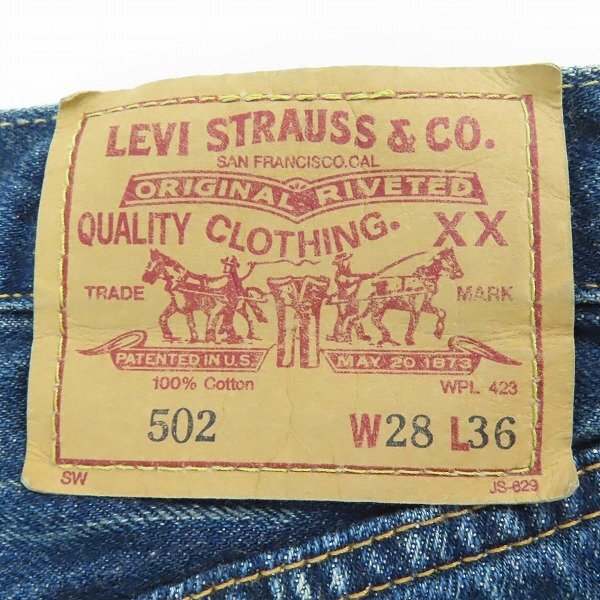 LEVI STRAUSS & CO.
SAN FRANCISCO.CAL
ORIGINAL RIVETED
QUALITY CLOTHING. XX
TRADE MARK
PATENTED IN U.S. MAY 20 1873
100% Cotton WPL 423
502 W28 L36
SW JS-629